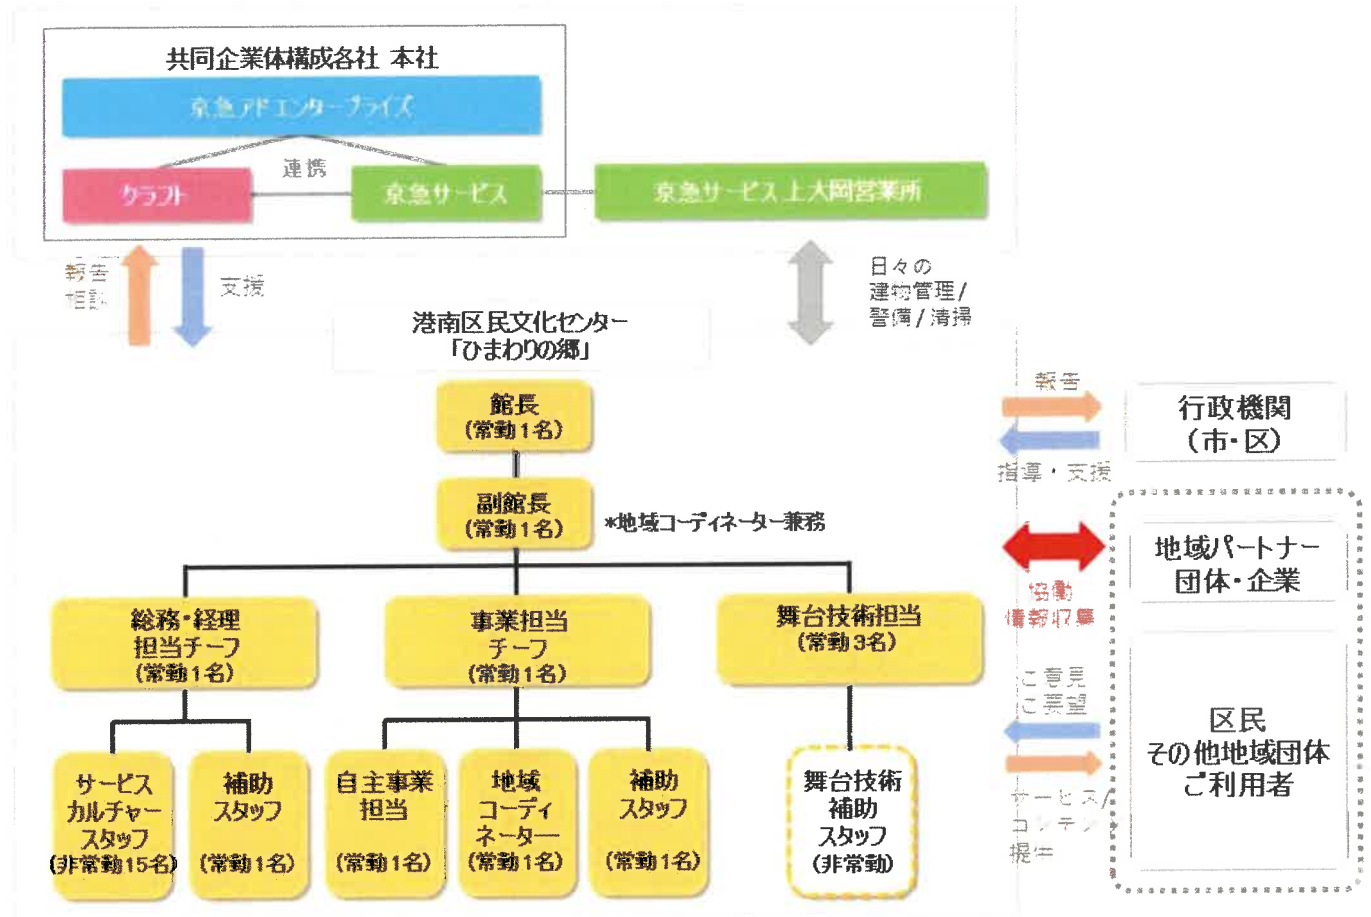 共同企業体構成各社 本社
京急アドエンタープライズ
連携
クラフト
京急サービス
京急サービス 上大岡営業所
報告
相談
支援
日々の
建物管理/
警備/清掃
港南区民文化センター
「ひまわりの郷」
館長
(常勤1名)
副館長
(常勤1名)
*地域コーディネーター兼務
総務・経理
担当チーフ
(常勤1名)
事業担当
チーフ
(常勤1名)
舞台技術担当
(常勤3名)
サービス
カルチャー
スタッフ
(非常勤15名)
補助
スタッフ
(常勤1名)
自主事業
担当
(常勤1名)
地域
コーディ
ネーター
(常勤1名)
補助
スタッフ
(常勤1名)
舞台技術
補助
スタッフ
(非常勤)
報告
指導・支援
行政機関
(市・区)
協働
情報収集
地域パートナー
団体・企業
ご意見
ご要望
サービス/
コンテンツ
提供
区民
その他地域団体
ご利用者